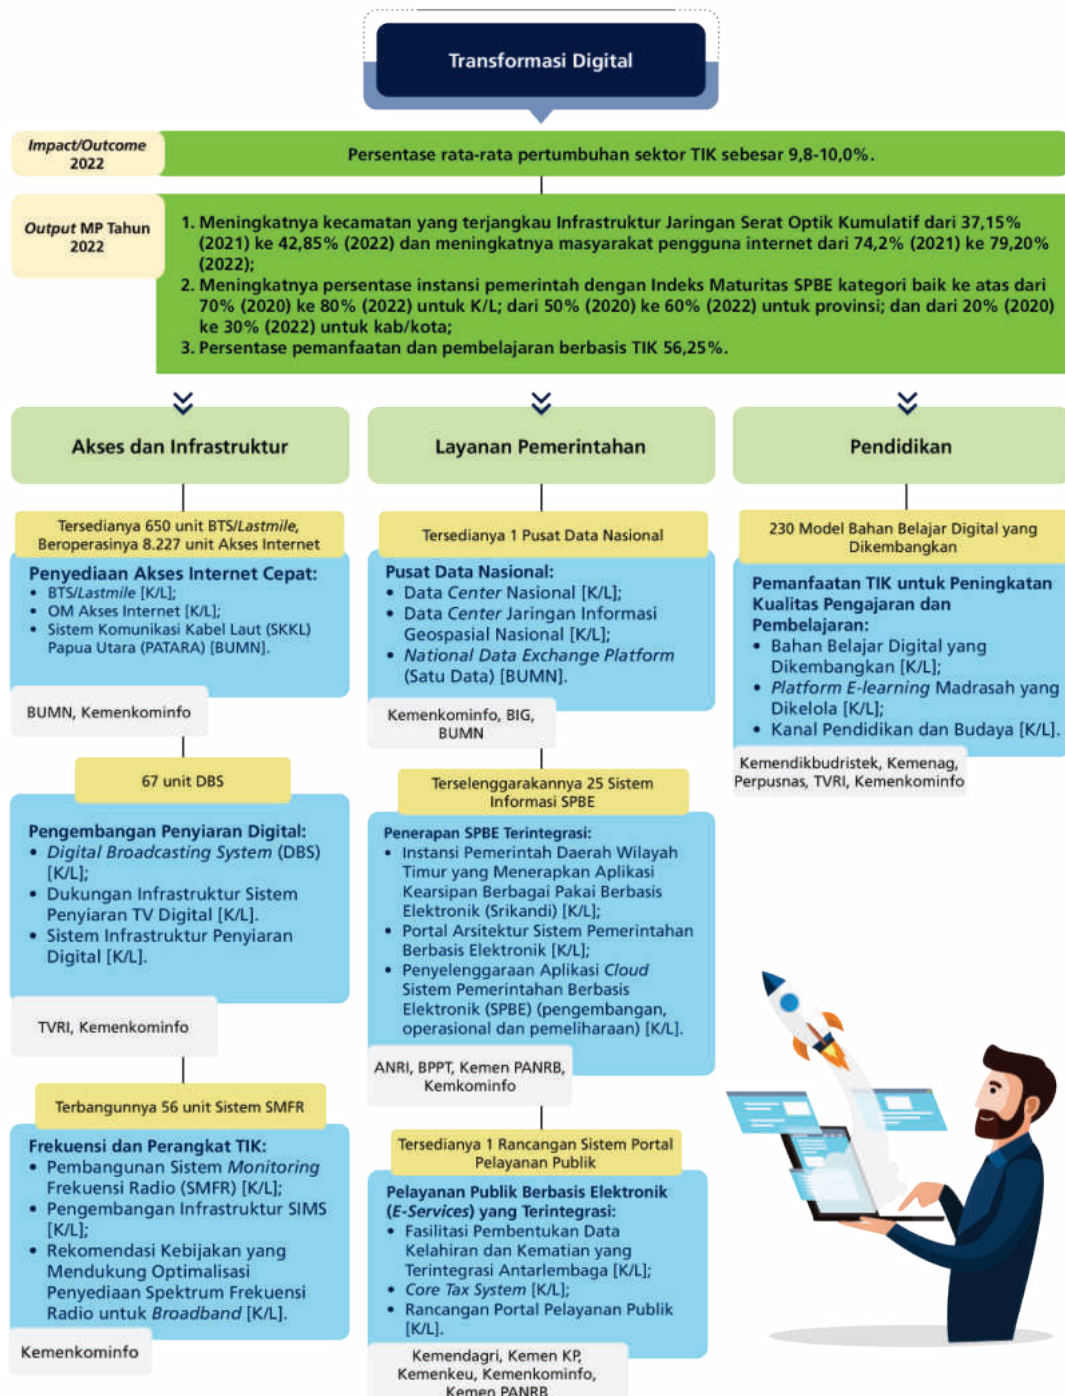 Transformasi Digital
Impact/Outcome
2022
Persentase rata-rata pertumbuhan sektor TIK sebesar 9,8-10,0%.
Output MP Tahun
2022
1. Meningkatnya kecamatan yang terjangkau Infrastruktur Jaringan Serat Optik Kumulatif dari 37,15%
(2021) ke 42,85% (2022) dan meningkatnya masyarakat pengguna internet dari 74,2% (2021) ke 79,20%
(2022);
2. Meningkatnya persentase instansi pemerintah dengan Indeks Maturitas SPBE kategori baik ke atas dari
70% (2020) ke 80% (2022) untuk K/L; dari 50% (2020) ke 60% (2022) untuk provinsi; dan dari 20% (2020)
ke 30% (2022) untuk kab/kota;
3. Persentase pemanfaatan dan pembelajaran berbasis TIK 56,25%.
Akses dan Infrastruktur
Tersedianya 650 unit BTS/Lastmile,
Beroperasinya 8.227 unit Akses Internet
Penyediaan Akses Internet Cepat:
• BTS/Lastmile [K/L];
• OM Akses Internet [K/L];
• Sistem Komunikasi Kabel Laut (SKKL)
Papua Utara (PATARA) [BUMN].
BUMN, Kemenkominfo
67 unit DBS
Pengembangan Penyiaran Digital:
• Digital Broadcasting System (DBS)
[K/L];
• Dukungan Infrastruktur Sistem
Penyiaran TV Digital [K/L].
• Sistem Infrastruktur Penyiaran
Digital [K/L].
TVRI, Kemenkominfo
Terbangunnya 56 unit Sistem SMFR
Frekuensi dan Perangkat TIK:
• Pembangunan Sistem Monitoring
Frekuensi Radio (SMFR) [K/L];
• Pengembangan Infrastruktur SIMS
[K/L];
• Rekomendasi Kebijakan yang
Mendukung Optimalisasi
Penyediaan Spektrum Frekuensi
Radio untuk Broadband [K/L].
Kemenkominfo
Layanan Pemerintahan
Tersedianya 1 Pusat Data Nasional
Pusat Data Nasional:
• Data Center Nasional [K/L];
• Data Center Jaringan Informasi
Geospasial Nasional [K/L];
• National Data Exchange Platform
(Satu Data) [BUMN].
Kemenkominfo, BIG,
BUMN
Terselenggarakannya 25 Sistem
Informasi SPBE
Penerapan SPBE Terintegrasi:
• Instansi Pemerintah Daerah Wilayah
Timur yang Menerapkan Aplikasi
Kearsipan Berbagai Pakai Berbasis
Elektronik (Srikandi) [K/L];
• Portal Arsitektur Sistem Pemerintahan
Berbasis Elektronik [K/L];
• Penyelenggaraan Aplikasi Cloud
Sistem Pemerintahan Berbasis
Elektronik (SPBE) (pengembangan,
operasional dan pemeliharaan) [K/L].
ANRI, BPPT, Kemen PANRB,
Kemkominfo
Tersedianya 1 Rancangan Sistem Portal
Pelayanan Publik
Pelayanan Publik Berbasis Elektronik
(E-Services) yang Terintegrasi:
• Fasilitasi Pembentukan Data
Kelahiran dan Kematian yang
Terintegrasi Antarlembaga [K/L];
• Core Tax System [K/L];
• Rancangan Portal Pelayanan Publik
[K/L].
Kemendagri, Kemen KP,
Kemenkeu, Kemenkominfo,
Kemen PANRB
Pendidikan
230 Model Bahan Belajar Digital yang
Dikembangkan
Pemanfaatan TIK untuk Peningkatan
Kualitas Pengajaran dan
Pembelajaran:
• Bahan Belajar Digital yang
Dikembangkan [K/L];
• Platform E-learning Madrasah yang
Dikelola [K/L];
• Kanal Pendidikan dan Budaya [K/L].
Kemendikbudristek, Kemenag,
Perpusnas, TVRI, Kemenkominfo